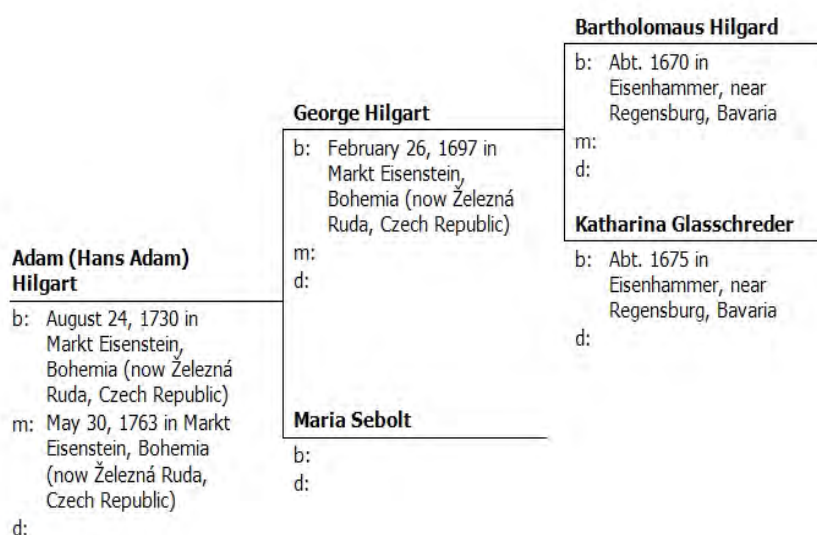 Bartholomaus Hilgard
b: Abt. 1670 in
Eisenhammer, near
Regensburg, Bavaria
m:
d:
George Hilgart
b: February 26, 1697 in
Markt Eisenstein,
Bohemia (now Železná
Ruda, Czech Republic)
m:
d:
Katharina Glasschreder
b: Abt. 1675 in
Eisenhammer, near
Regensburg, Bavaria
d:
Adam (Hans Adam)
Hilgart
b: August 24, 1730 in
Markt Eisenstein,
Bohemia (now Železná
Ruda, Czech Republic)
m: May 30, 1763 in Markt
Eisenstein, Bohemia
(now Železná Ruda,
Czech Republic)
d:
Maria Sebolt
b:
d: